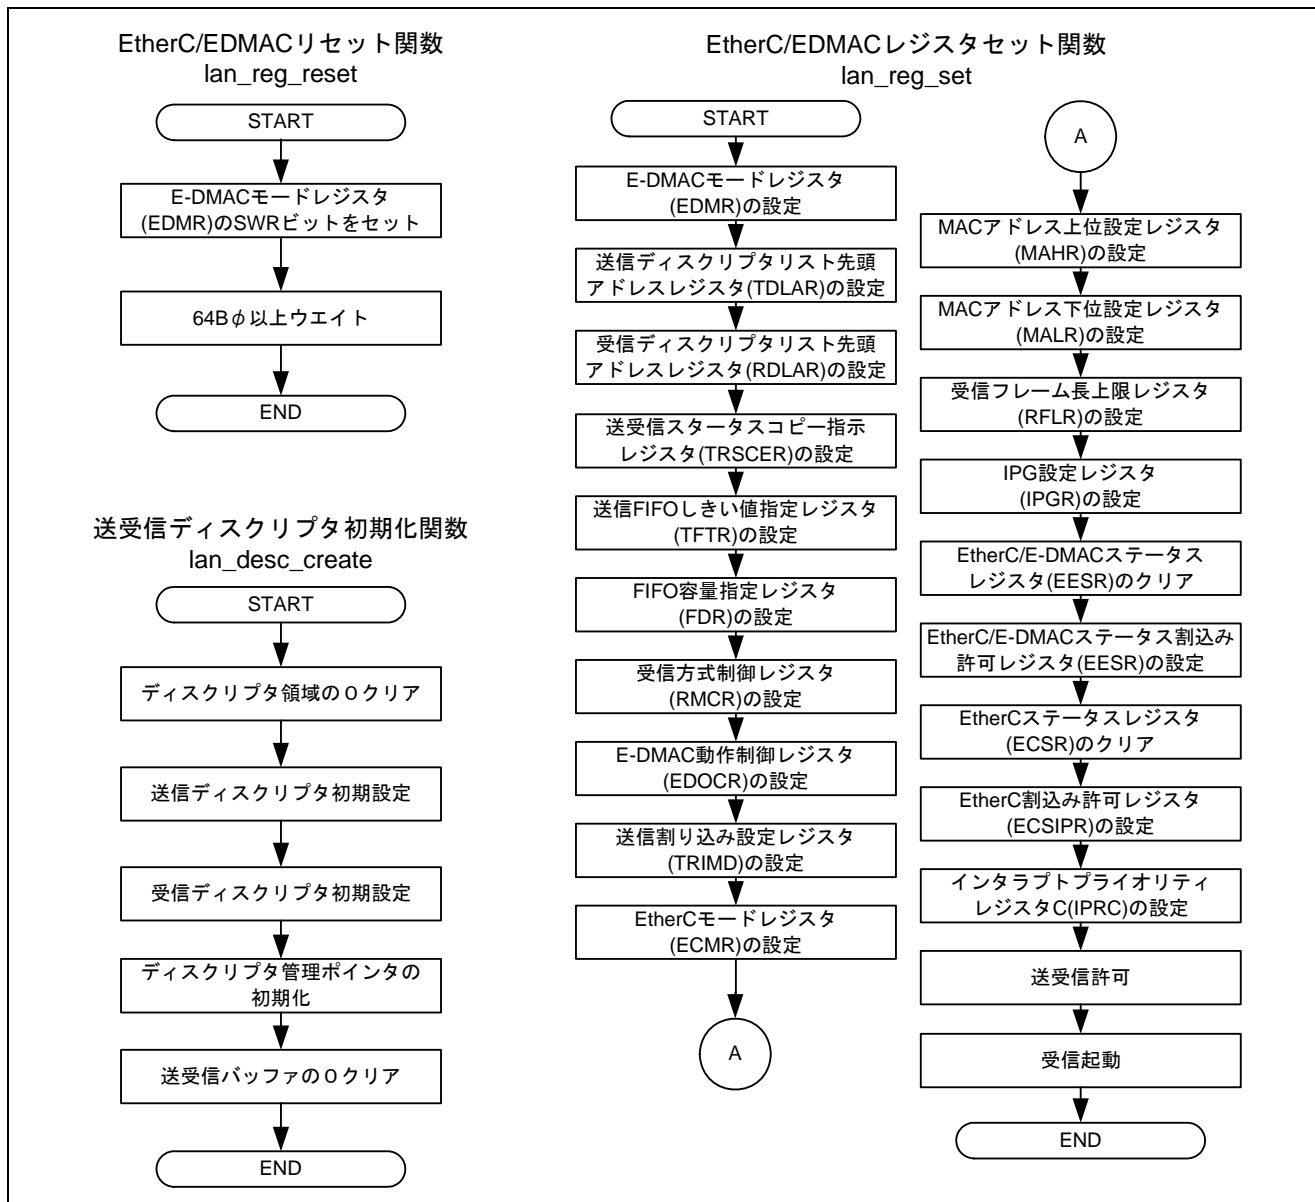 EtherC/EDMACリセット関数
lan_reg_reset
START
E-DMACモードレジスタ
(EDMR)のSWRビットをセット
64Bφ以上ウエイト
END
送受信ディスクリプタ初期化関数
lan_desc_create
START
ディスクリプタ領域の0クリア
送信ディスクリプタ初期設定
受信ディスクリプタ初期設定
ディスクリプタ管理ポインタの
初期化
送受信バッファの0クリア
END
EtherC/EDMACレジスタセット関数
lan_reg_set
START
E-DMACモードレジスタ
(EDMR)の設定
送信ディスクリプタリスト先頭
アドレスレジスタ(TDLAR)の設定
受信ディスクリプタリスト先頭
アドレスレジスタ(RDLAR)の設定
送受信スタータスコピー指示
レジスタ(TRSCER)の設定
送信FIFOしきい値指定レジスタ
(TFTR)の設定
FIFO容量指定レジスタ
(FDR)の設定
受信方式制御レジスタ
(RMCR)の設定
E-DMAC動作制御レジスタ
(EDOCR)の設定
送信割り込み設定レジスタ
(TRIMD)の設定
EtherCモードレジスタ
(ECMR)の設定
A
A
MACアドレス上位設定レジスタ
(MAHR)の設定
MACアドレス下位設定レジスタ
(MALR)の設定
受信フレーム長上限レジスタ
(RFLR)の設定
IPG設定レジスタ
(IPGR)の設定
EtherC/E-DMACステータス
レジスタ(EESR)のクリア
EtherC/E-DMACステータス割込み
許可レジスタ(EESR)の設定
EtherCステータスレジスタ
(ECSR)のクリア
EtherC割込み許可レジスタ
(ECSIPR)の設定
インタラプトプライオリティ
レジスタC(IPRC)の設定
送受信許可
受信起動
END